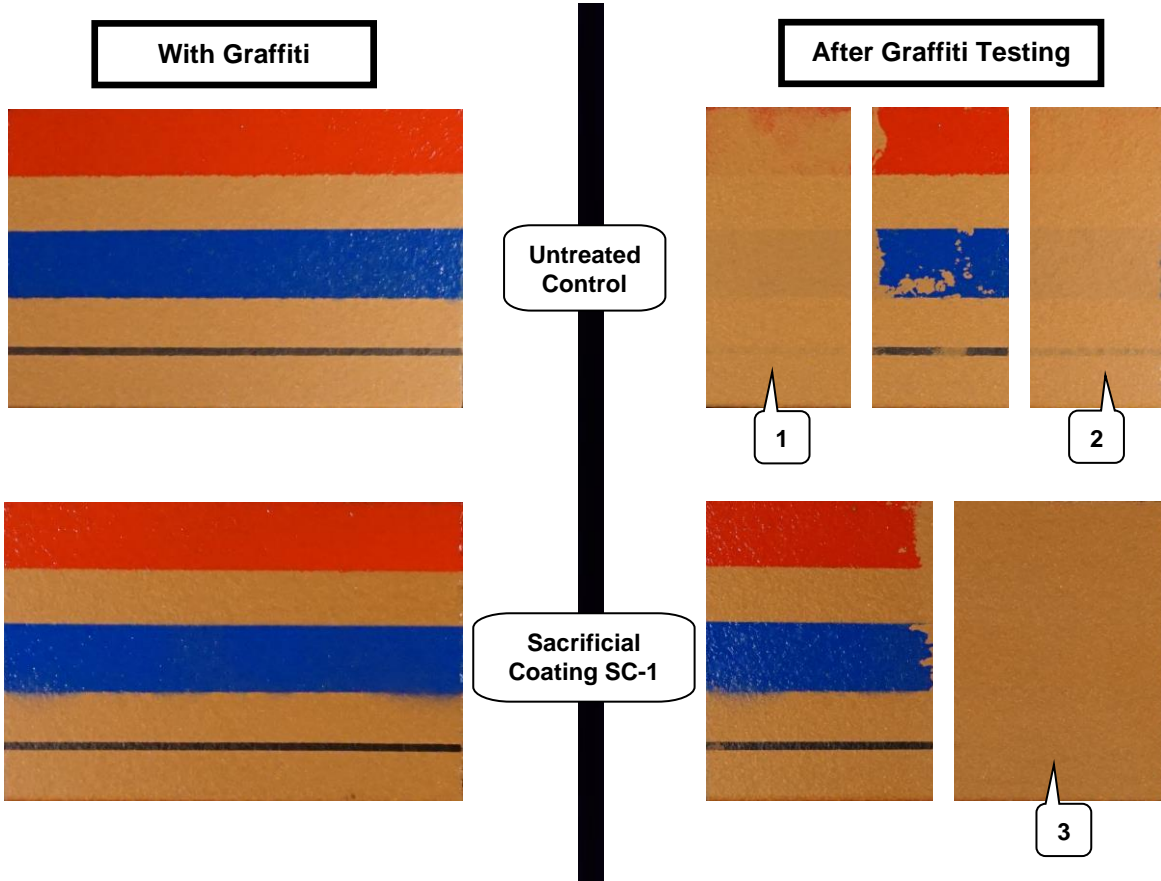 With Graffiti
After Graffiti Testing
Untreated
Control
1
2
Sacrificial
Coating SC-1
3